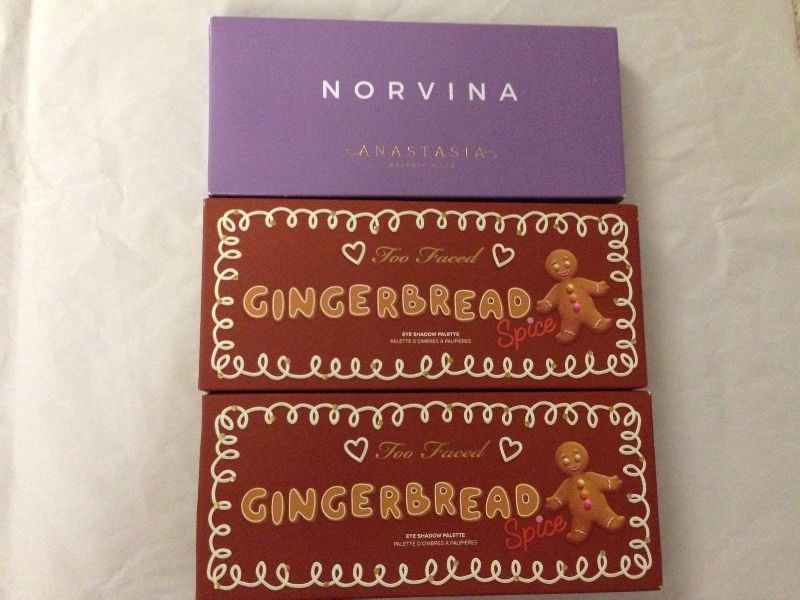 NORVINA
ANASTASIA
BEVERLY HILLS
Too Faced
GINGERBREAD
Spice
EYE SHADOW PALETTE
PALETTE D'OMBRES À PAUPIÈRES
Too Faced
GINGERBREAD
Spice
EYE SHADOW PALETTE
PALETTE D'OMBRES À PAUPIÈRES